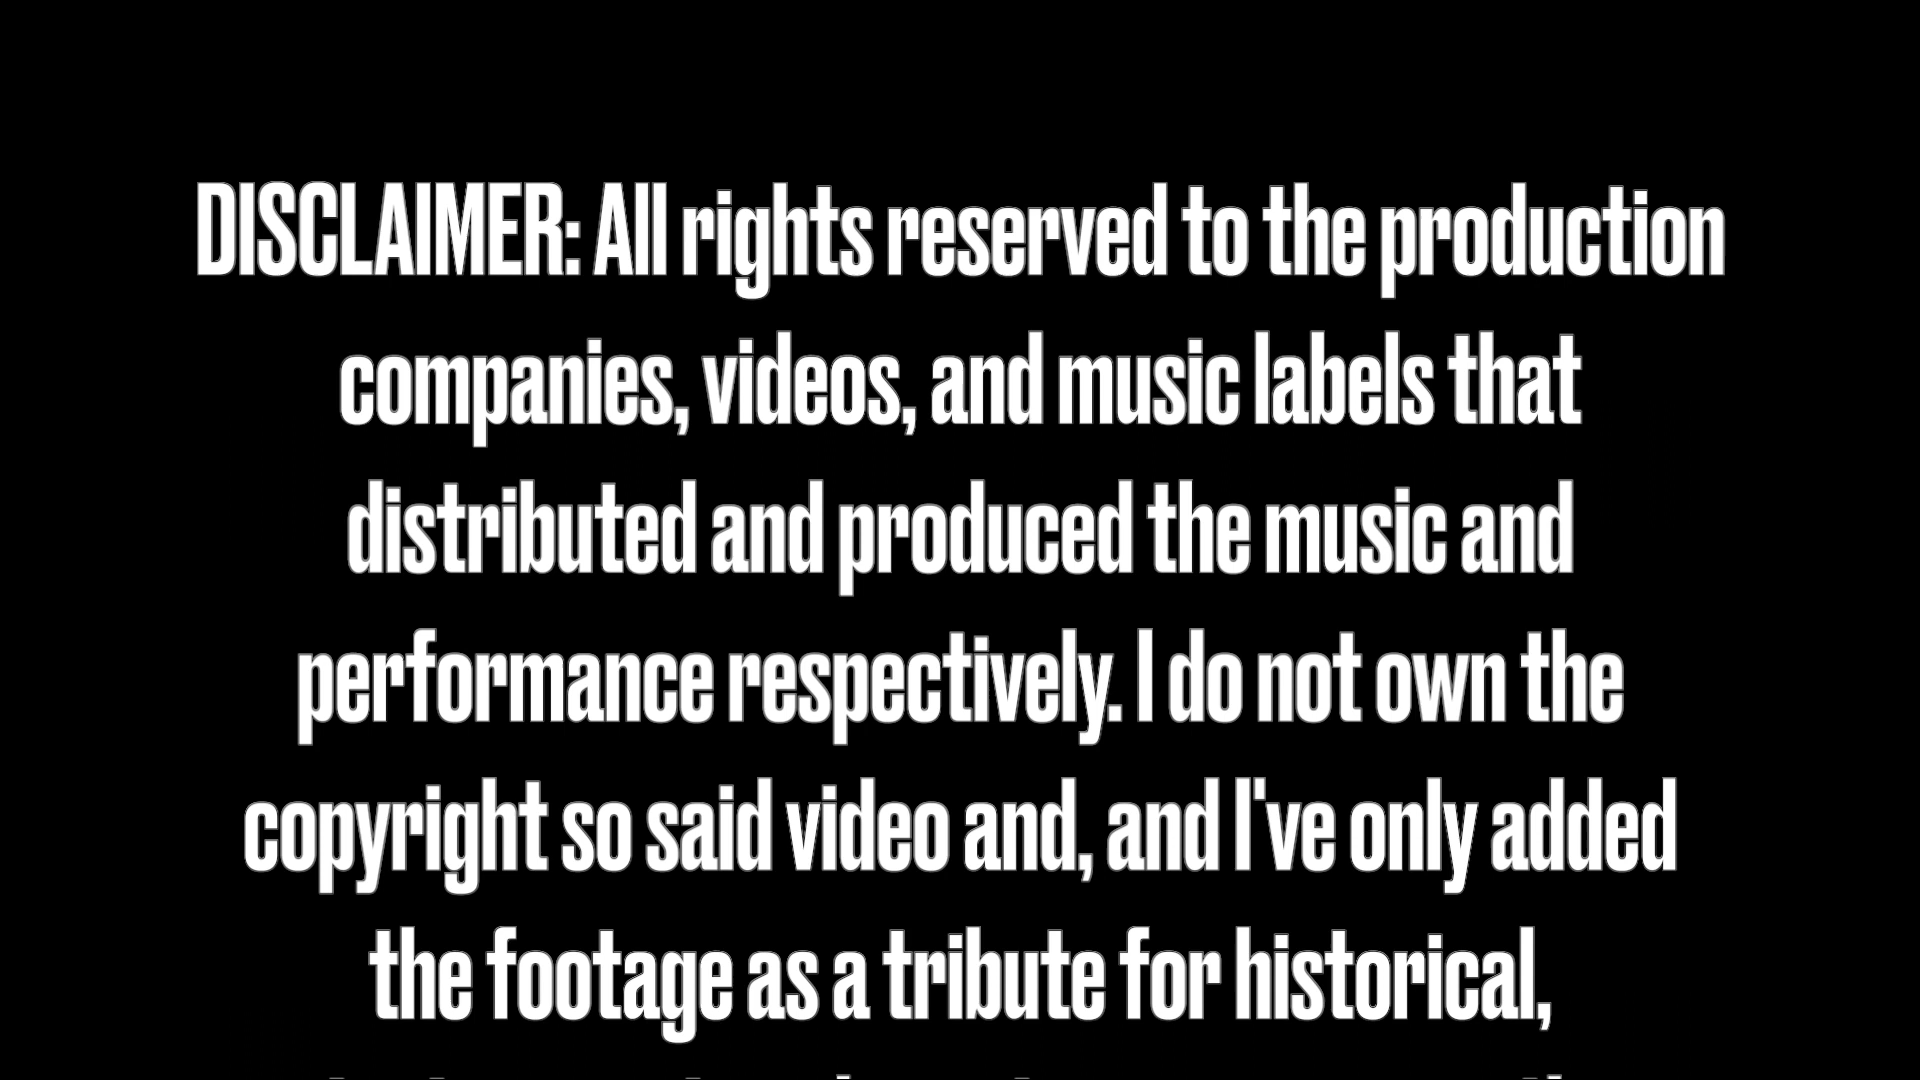 DISCLAIMER: All rights reserved to the production
companies, videos, and music labels that
distributed and produced the music and
performance respectively. I do not own the
copyright so said video and, and I've only added
the footage as a tribute for historical,